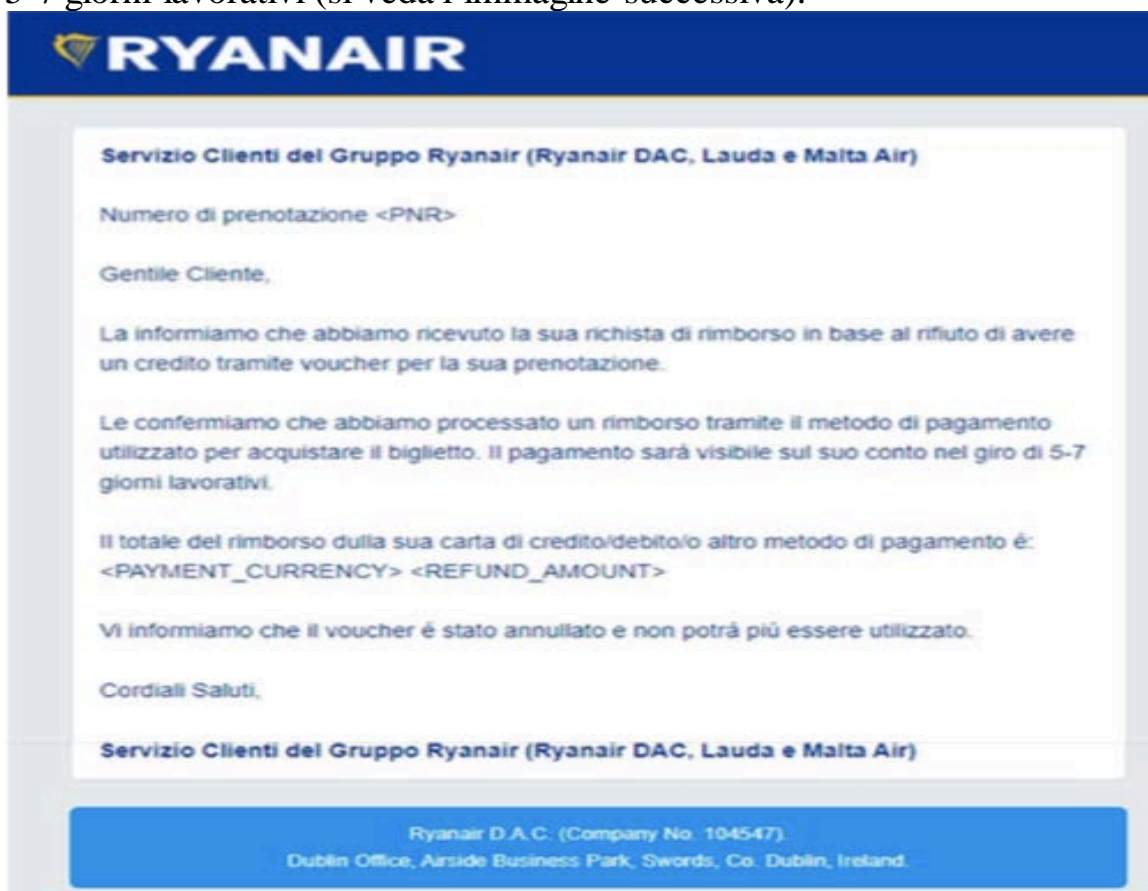 5-7 giorni lavorativi (si veda l'immagine successiva).
RYANAIR
Servizio Clienti del Gruppo Ryanair (Ryanair DAC, Lauda e Malta Air)
Numero di prenotazione <PNR>
Gentile Cliente,
La informiamo che abbiamo ricevuto la sua richista di rimborso in base al rifiuto di avere
un credito tramite voucher per la sua prenotazione.
Le confermiamo che abbiamo processato un rimborso tramite il metodo di pagamento
utilizzato per acquistare il biglietto. Il pagamento sará visibile sul suo conto nel giro di 5-7
giorni lavorativi.
Il totale del rimborso dulla sua carta di credito/debito/o altro metodo di pagamento é:
<PAYMENT_CURRENCY> <REFUND_AMOUNT>
Vi informiamo che il voucher é stato annullato e non potrá piú essere utilizzato.
Cordiali Saluti,
Servizio Clienti del Gruppo Ryanair (Ryanair DAC, Lauda e Malta Air)
Ryanair D.A.C. (Company No. 104547).
Dublin Office, Airside Business Park, Swords, Co. Dublin, Ireland.